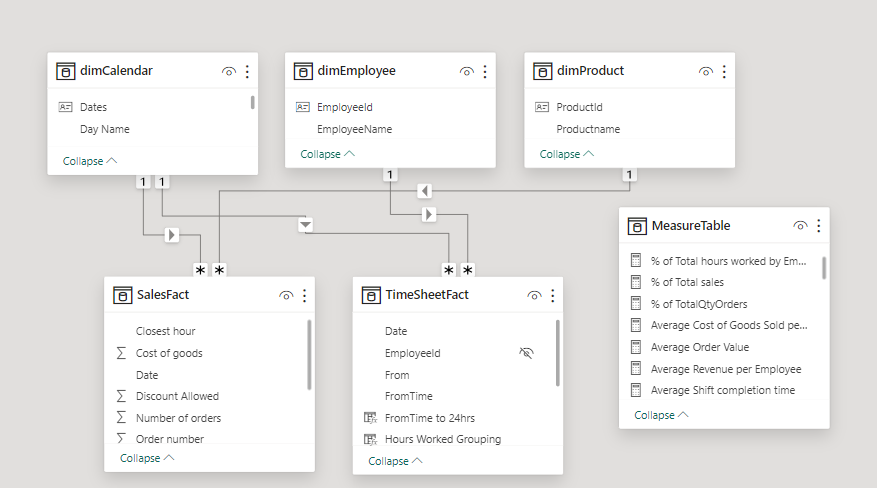 dimCalendar
Dates
Day Name
Collapse
dimEmployee
EmployeeId
EmployeeName
Collapse
dimProduct
ProductId
Productname
Collapse
1 1
1
1
* *
* *
SalesFact
Closest hour
Cost of goods
Date
Discount Allowed
Number of orders
Order number
Collapse
TimeSheetFact
Date
EmployeeId
From
FromTime
FromTime to 24hrs
Hours Worked Grouping
Collapse
MeasureTable
% of Total hours worked by Em...
% of Total sales
% of TotalQtyOrders
Average Cost of Goods Sold pe...
Average Order Value
Average Revenue per Employee
Average Shift completion time
Collapse